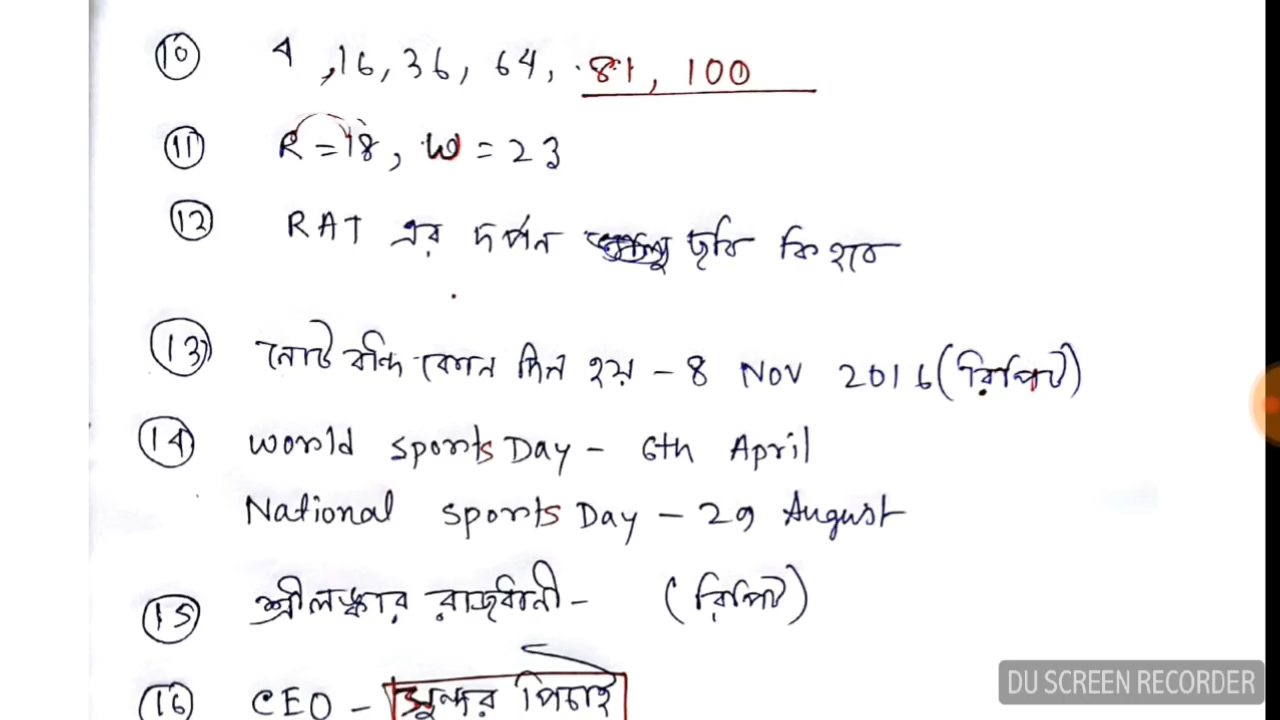 10 4, 16, 36, 64, 81, 100
11 R = 18, W = 23
12 RAT এর দর্পন ছবি কি হবে
13 নোট বন্দি কোন দিন হয় - 8 Nov 2016 (রিপিট)
14 World Sports Day - 6th April
National Sports Day - 29 August
15 শ্রীলঙ্কার রাজধানী - (রিপিট)
16 CEO - সুন্দর পিচাই
DU SCREEN RECORDER